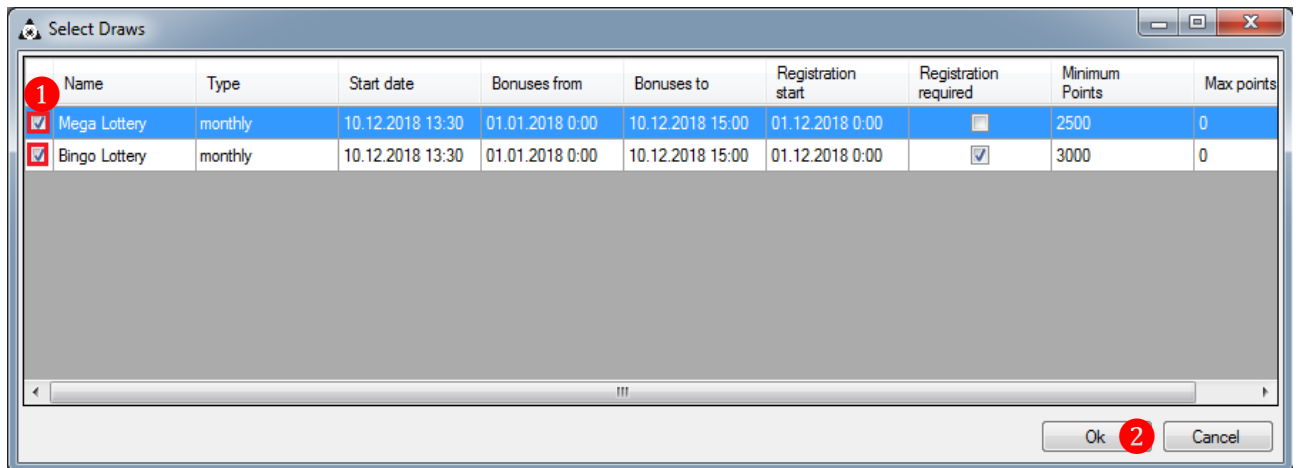 Select Draws
Name Type Start date Bonuses from Bonuses to Registration start Registration required Minimum Points Max points
1
Mega Lottery monthly 10.12.2018 13:30 01.01.2018 0:00 10.12.2018 15:00 01.12.2018 0:00 2500 0
Bingo Lottery monthly 10.12.2018 13:30 01.01.2018 0:00 10.12.2018 15:00 01.12.2018 0:00 3000 0
Ok 2 Cancel